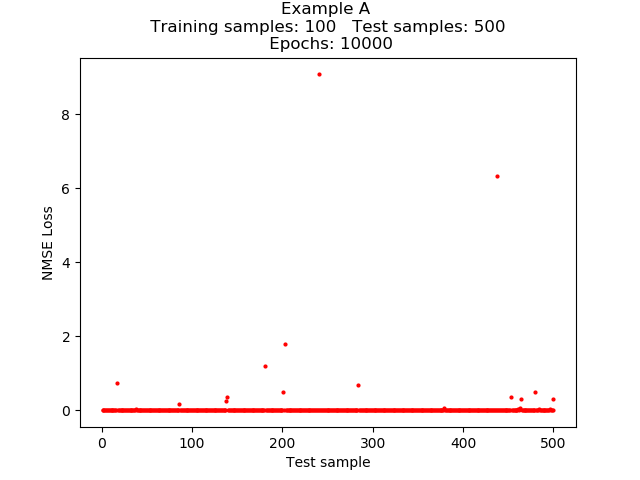 Example A
Training samples: 100   Test samples: 500
Epochs: 10000
8
6
4
2
0
NMSE Loss
0 100 200 300 400 500
Test sample